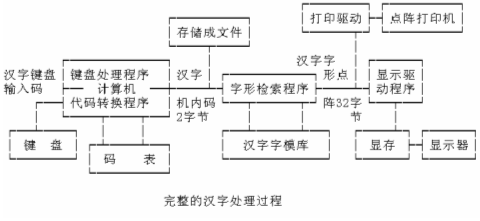 打印驱动
点阵打印机
存储成文件
汉字键盘
输入码
键盘处理程序
计算机
代码转换程序
汉字
机内码
2字节
字形检索程序
汉字字
形点
阵32字
节
显示驱
动程序
键 盘
码 表
汉字字模库
显存
显示器
完整的汉字处理过程